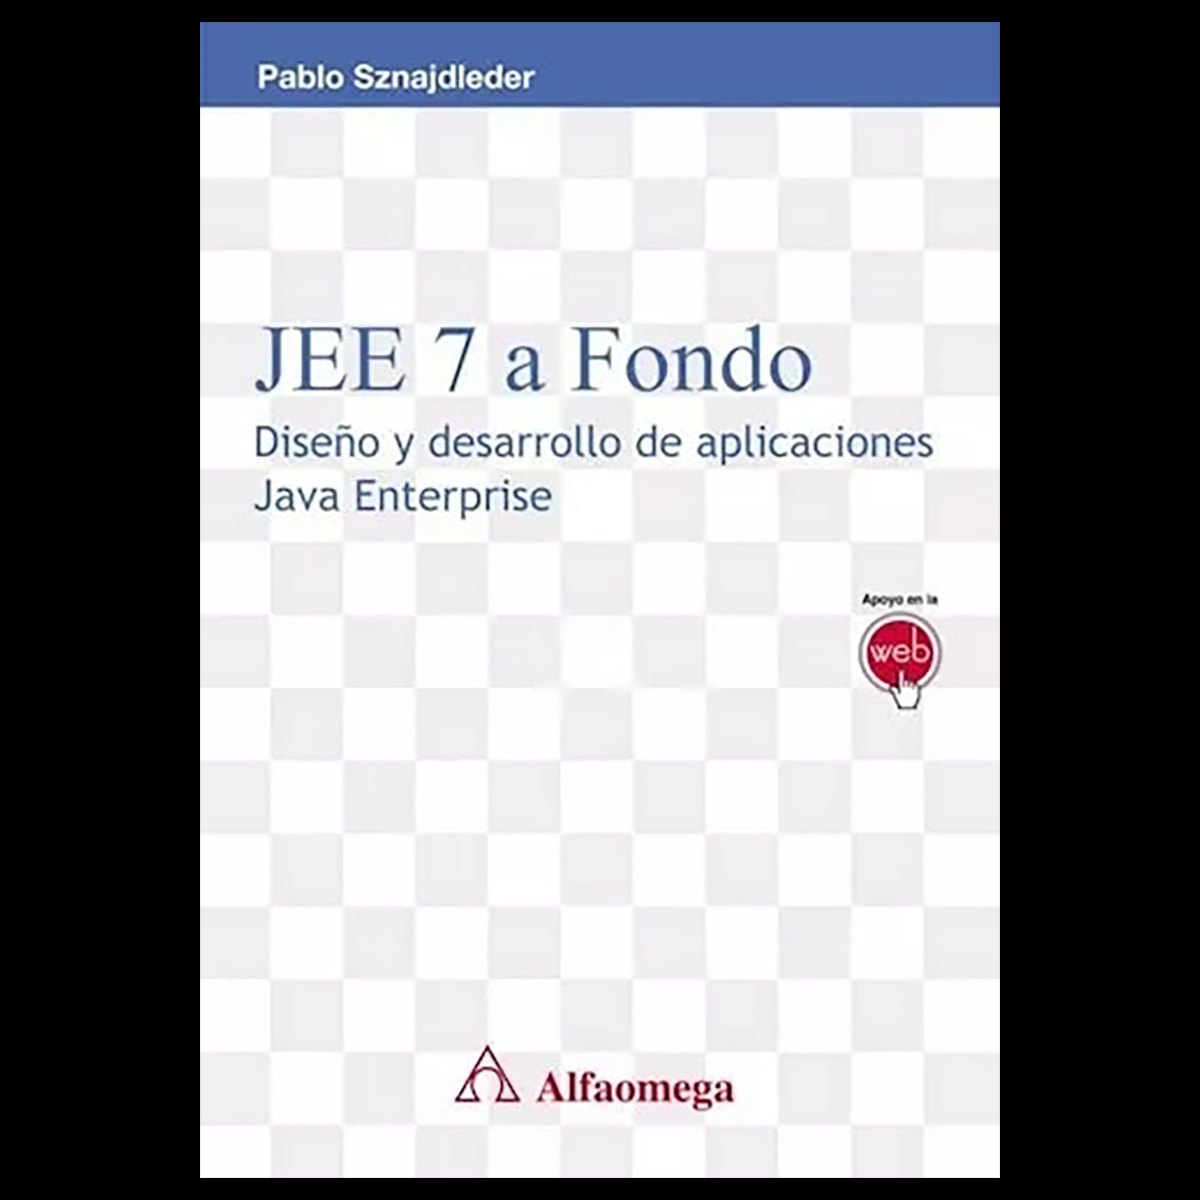 Pablo Sznajdleder
JEE 7 a Fondo
Diseño y desarrollo de aplicaciones
Java Enterprise
Apoyo en la
web
Alfaomega